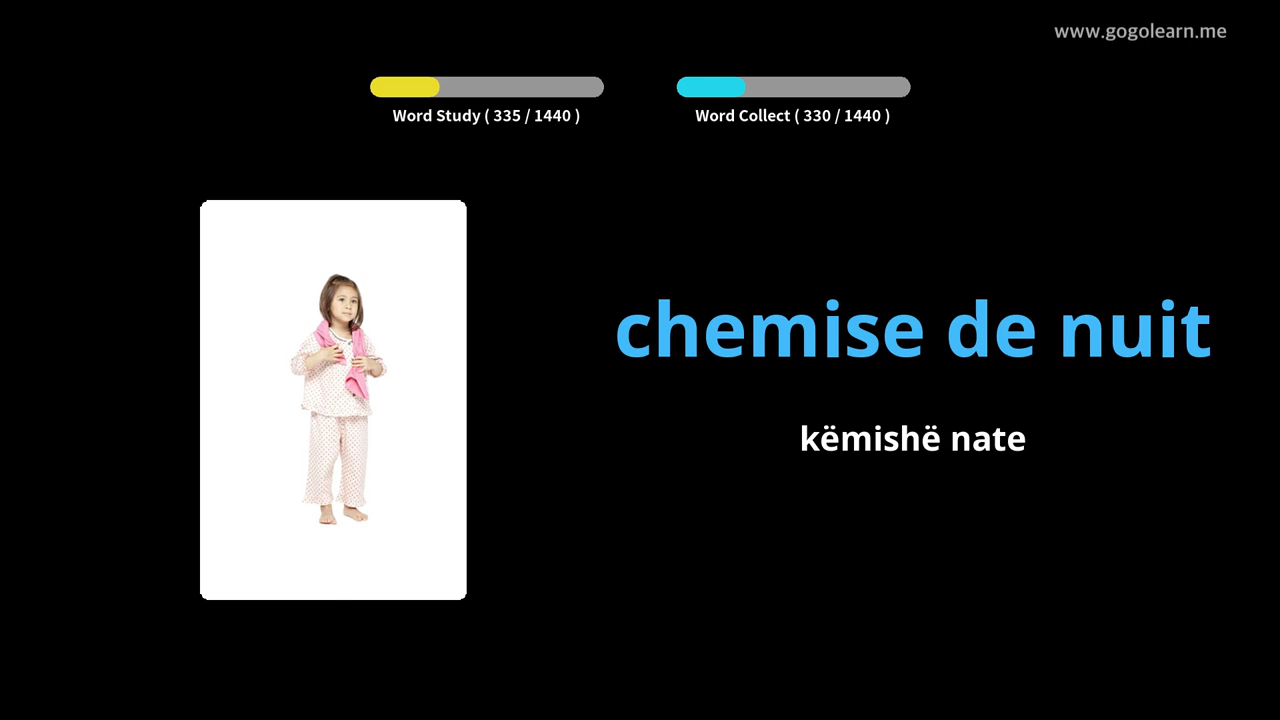 www.gogolearn.me
Word Study ( 335 / 1440 )
Word Collect ( 330 / 1440 )
chemise de nuit
këmishë nate